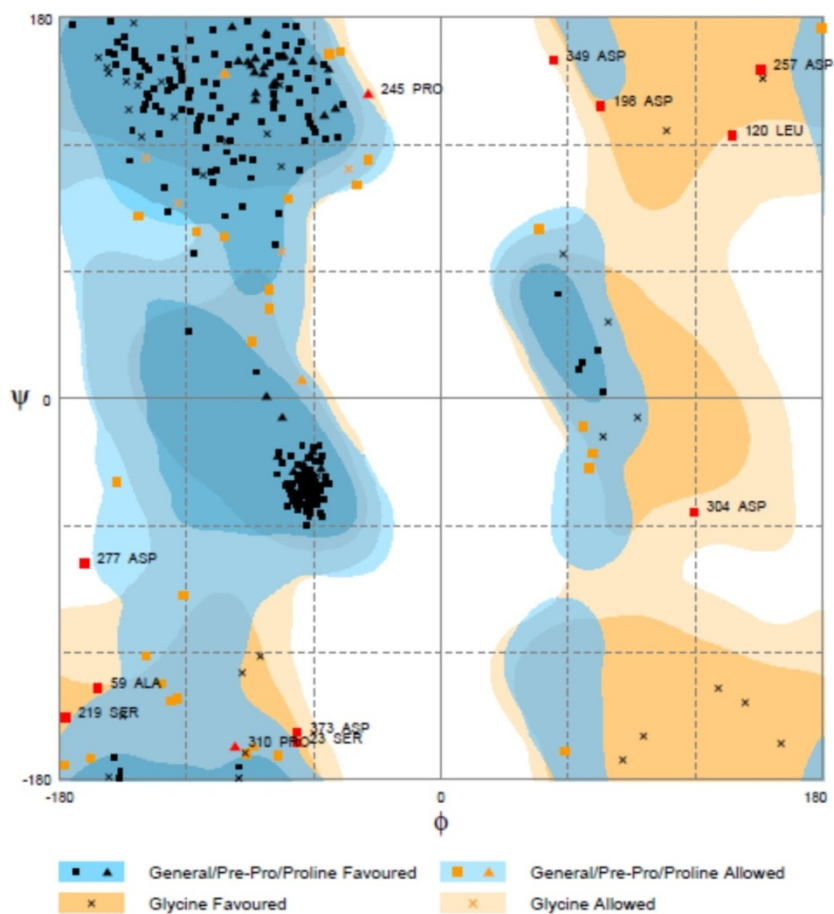 180
349 ASP
257 ASP
245 PRO
198 ASP
120 LEU
Ψ
0
304 ASP
277 ASP
59 ALA
219 SER
373 ASP
23 SER
310 PRO
-180
-180
0
180
ϕ
General/Pre-Pro/Proline Favoured
General/Pre-Pro/Proline Allowed
Glycine Favoured
Glycine Allowed